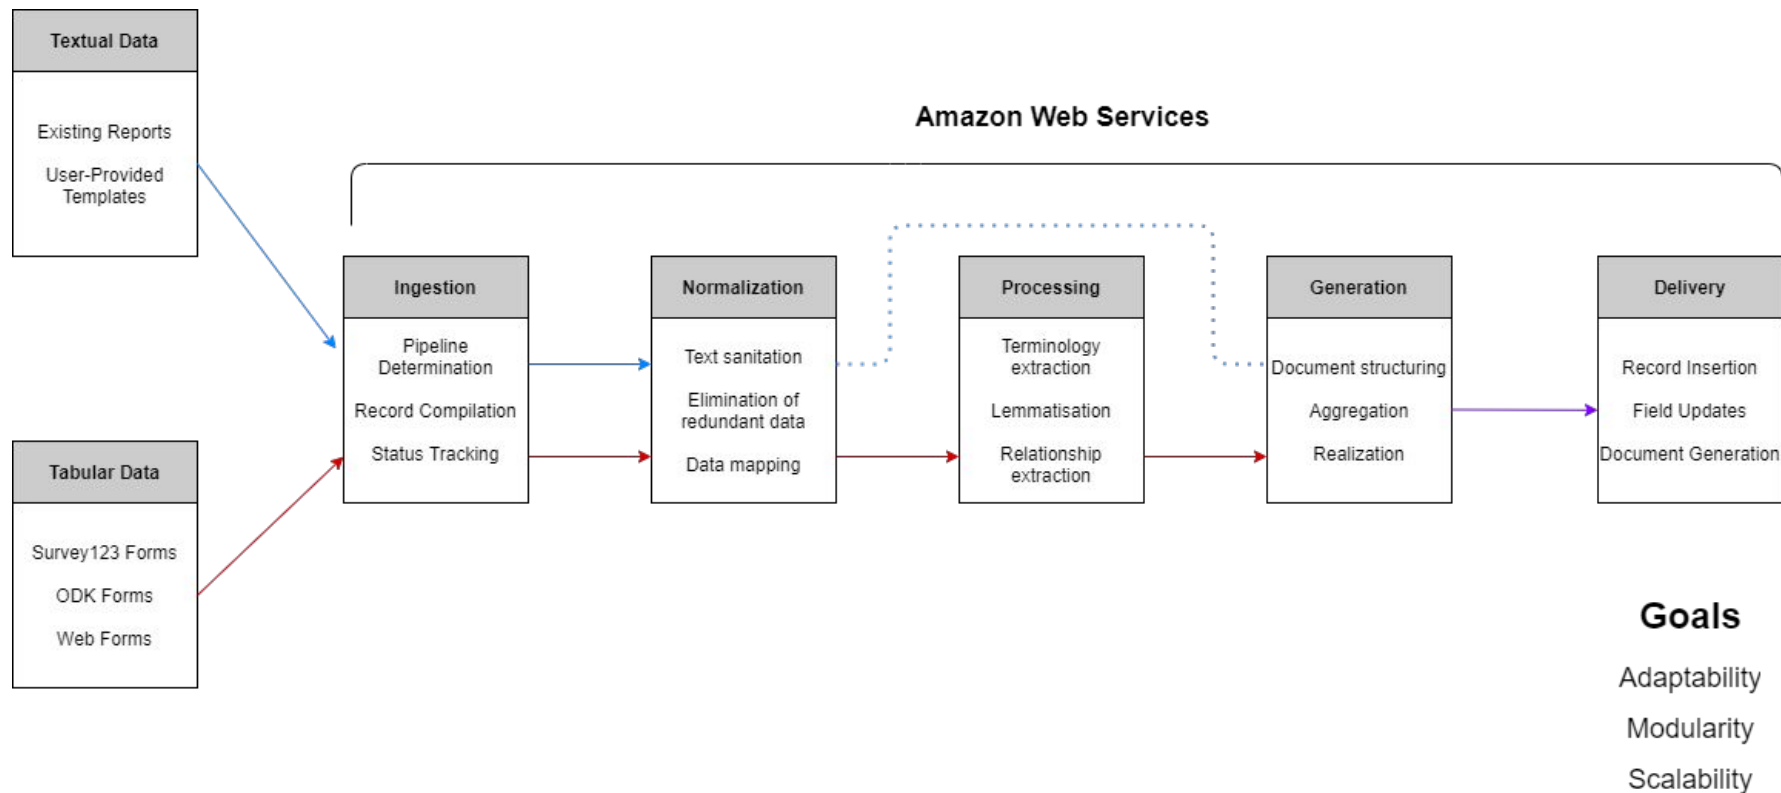 Textual Data
Existing Reports
User-Provided
Templates
Amazon Web Services
Ingestion
Pipeline
Determination
Record Compilation
Status Tracking
Normalization
Text sanitation
Elimination of
redundant data
Data mapping
Processing
Terminology
extraction
Lemmatisation
Relationship
extraction
Generation
Document structuring
Aggregation
Realization
Delivery
Record Insertion
Field Updates
Document Generation
Tabular Data
Survey123 Forms
ODK Forms
Web Forms
Goals
Adaptability
Modularity
Scalability